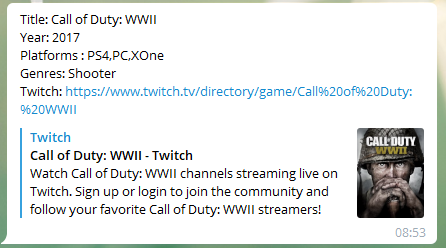 Title: Call of Duty: WWII
Year: 2017
Platforms : PS4,PC,XOne
Genres: Shooter
Twitch: https://www.twitch.tv/directory/game/Call%20of%20Duty:
%20WWII
Twitch
Call of Duty: WWII - Twitch
Watch Call of Duty: WWII channels streaming live on
Twitch. Sign up or login to join the community and
follow your favorite Call of Duty: WWII streamers!
CALL OF DUTY
WWII
08:53